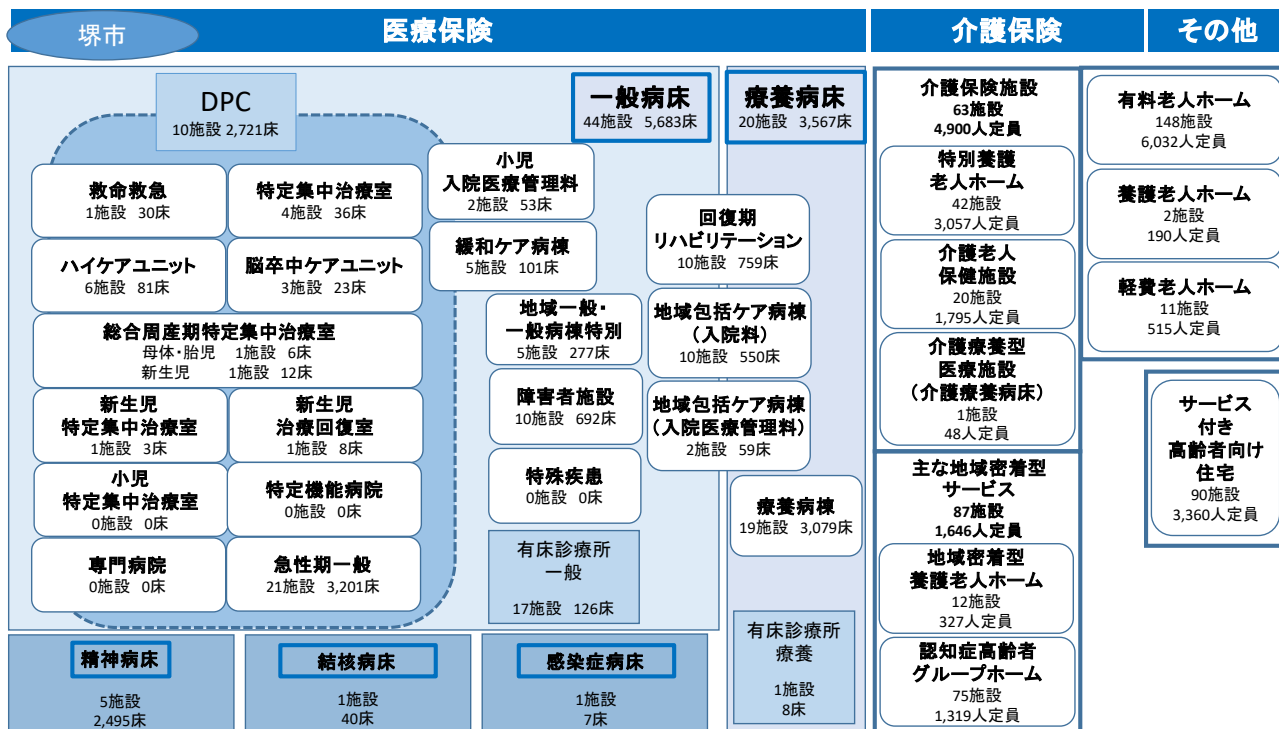 堺市
医療保険
介護保険
その他
DPC
10施設 2,721床
一般病床
44施設 5,683床
療養病床
20施設 3,567床
救命救急
1施設 30床
特定集中治療室
4施設 36床
ハイケアユニット
6施設 81床
脳卒中ケアユニット
3施設 23床
総合周産期特定集中治療室
母体・胎児 1施設 6床
新生児 1施設 12床
新生児
特定集中治療室
1施設 3床
新生児
治療回復室
1施設 8床
小児
特定集中治療室
0施設 0床
特定機能病院
0施設 0床
専門病院
0施設 0床
急性期一般
21施設 3,201床
小児
入院医療管理料
2施設 53床
緩和ケア病棟
5施設 101床
地域一般・
一般病棟特別
5施設 277床
障害者施設
10施設 692床
特殊疾患
0施設 0床
有床診療所
一般
17施設 126床
回復期
リハビリテーション
10施設 759床
地域包括ケア病棟
(入院料)
10施設 550床
地域包括ケア病棟
(入院医療管理料)
2施設 59床
療養病棟
19施設 3,079床
有床診療所
療養
1施設
8床
精神病床
5施設
2,495床
結核病床
1施設
40床
感染症病床
1施設
7床
介護保険施設
63施設
4,900人定員
特別養護
老人ホーム
42施設
3,057人定員
介護老人
保健施設
20施設
1,795人定員
介護療養型
医療施設
(介護療養病床)
1施設
48人定員
主な地域密着型
サービス
87施設
1,646人定員
地域密着型
養護老人ホーム
12施設
327人定員
認知症高齢者
グループホーム
75施設
1,319人定員
有料老人ホーム
148施設
6,032人定員
養護老人ホーム
2施設
190人定員
軽費老人ホーム
11施設
515人定員
サービス
付き
高齢者向け
住宅
90施設
3,360人定員